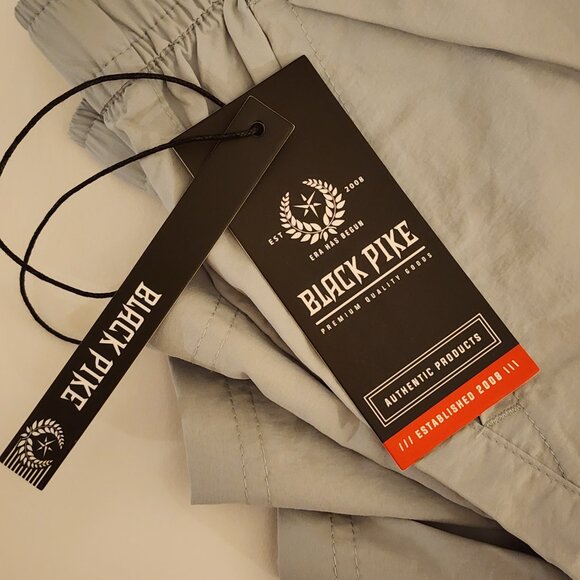 EST 2008
ERA HAS BEGUN
BLACK PIKE
PREMIUM QUALITY GOODS
AUTHENTIC PRODUCTS
/// ESTABLISHED 2008 \\\
BLACK PIKE